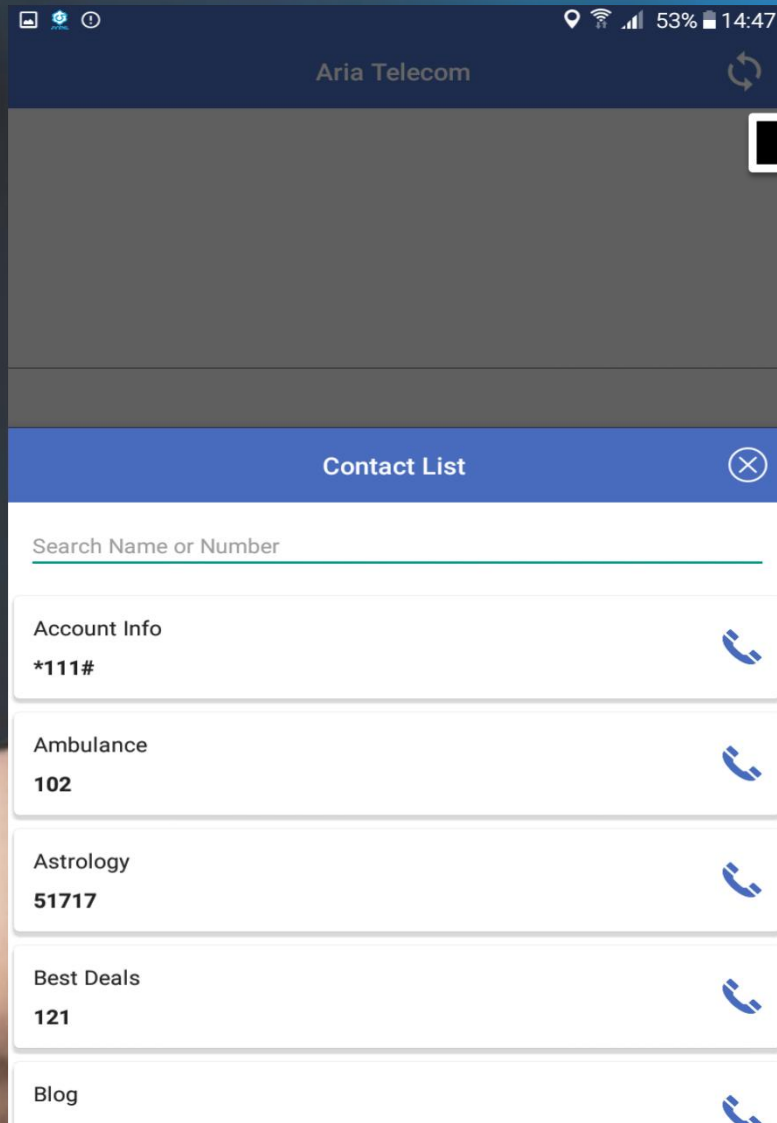 53% 14:47
Aria Telecom
Contact List
Search Name or Number
Account Info
*111#
Ambulance
102
Astrology
51717
Best Deals
121
Blog